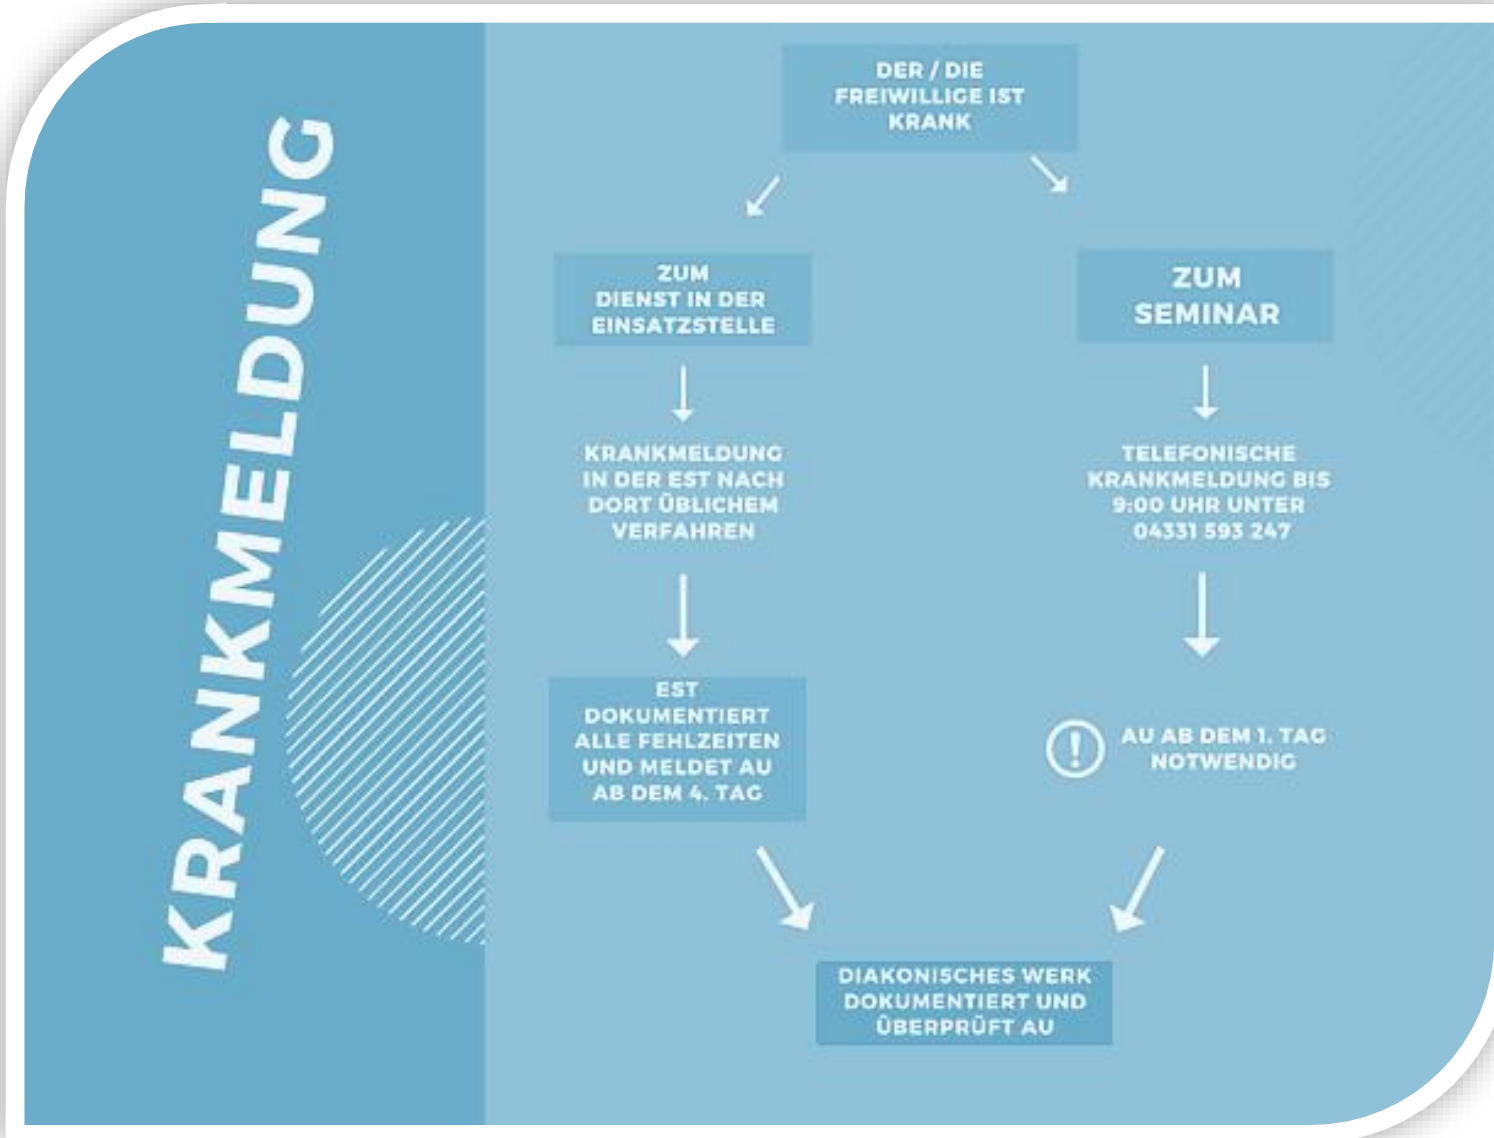 KRANKMELDUNG
DER / DIE
FREIWILLIGE IST
KRANK
ZUM
DIENST IN DER
EINSATZSTELLE
KRANKMELDUNG
IN DER EST NACH
DORT ÜBLICHEM
VERFAHREN
EST
DOKUMENTIERT
ALLE FEHLZEITEN
UND MELDET AU
AB DEM 4. TAG
ZUM
SEMINAR
TELEFONISCHE
KRANKMELDUNG BIS
9:00 UHR UNTER
04331 593 247
! AU AB DEM 1. TAG
NOTWENDIG
DIAKONISCHES WERK
DOKUMENTIERT UND
ÜBERPRÜFT AU